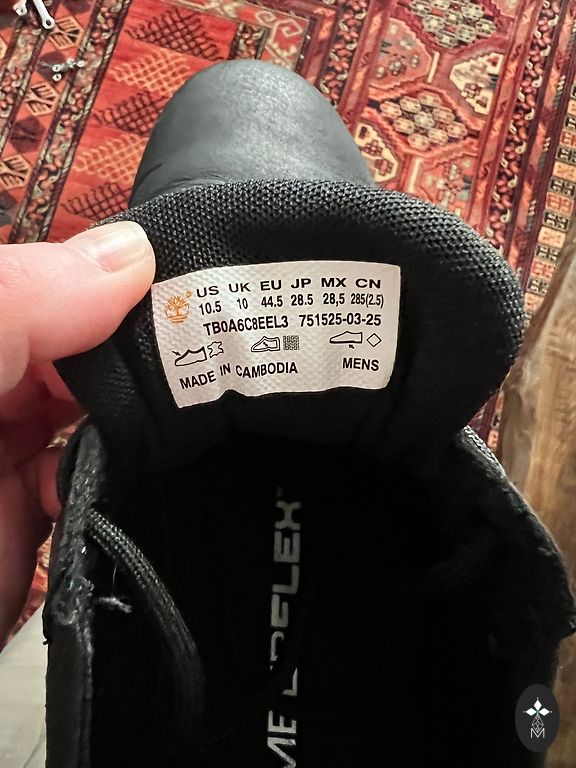 US UK EU JP MX CN
10.5 10 44.5 28.5 28,5 285(2.5)
TB0A6C8EEL3 751525-03-25
MADE IN CAMBODIA MENS